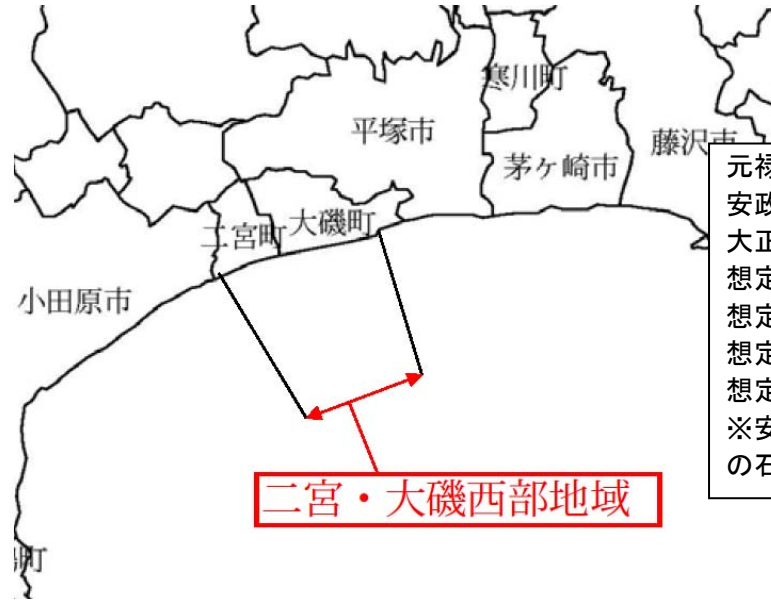 寒川町
平塚市
藤沢市
茅ヶ崎市
大磯町
二宮町
小田原市
二宮・大磯西部地域
町
元禄
安政
大正
想定
想定
想定
想定
※安
の石